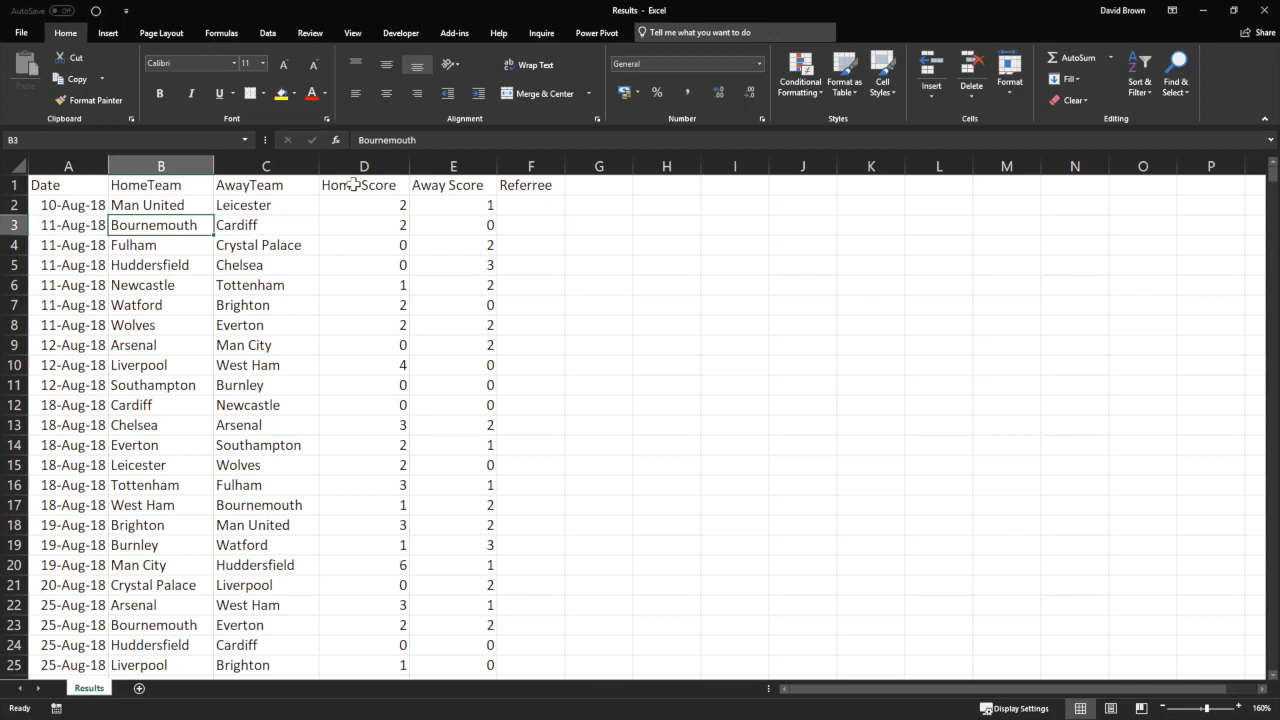 AutoSave Off Results - Excel David Brown
File Home Insert Page Layout Formulas Data Review View Developer Add-ins Help Inquire Power Pivot Tell me what you want to do Share
Paste Cut Copy Format Painter Clipboard
Calibri 11 A A B I U A Font
Wrap Text Merge & Center Alignment
General % , Number
Conditional Formatting Format as Table Cell Styles Styles
Insert Delete Format Cells
AutoSum Fill Clear Sort & Filter Find & Select Editing
B3 fx Bournemouth
A B C D E F G H I J K L M N O P
1 Date HomeTeam AwayTeam Home Score Away Score Referree
2 10-Aug-18 Man United Leicester 2 1
3 11-Aug-18 Bournemouth Cardiff 2 0
4 11-Aug-18 Fulham Crystal Palace 0 2
5 11-Aug-18 Huddersfield Chelsea 0 3
6 11-Aug-18 Newcastle Tottenham 1 2
7 11-Aug-18 Watford Brighton 2 0
8 11-Aug-18 Wolves Everton 2 2
9 12-Aug-18 Arsenal Man City 0 2
10 12-Aug-18 Liverpool West Ham 4 0
11 12-Aug-18 Southampton Burnley 0 0
12 18-Aug-18 Cardiff Newcastle 0 0
13 18-Aug-18 Chelsea Arsenal 3 2
14 18-Aug-18 Everton Southampton 2 1
15 18-Aug-18 Leicester Wolves 2 0
16 18-Aug-18 Tottenham Fulham 3 1
17 18-Aug-18 West Ham Bournemouth 1 2
18 19-Aug-18 Brighton Man United 3 2
19 19-Aug-18 Burnley Watford 1 3
20 19-Aug-18 Man City Huddersfield 6 1
21 20-Aug-18 Crystal Palace Liverpool 0 2
22 25-Aug-18 Arsenal West Ham 3 1
23 25-Aug-18 Bournemouth Everton 2 2
24 25-Aug-18 Huddersfield Cardiff 0 0
25 25-Aug-18 Liverpool Brighton 1 0
Results
Ready Display Settings 160%